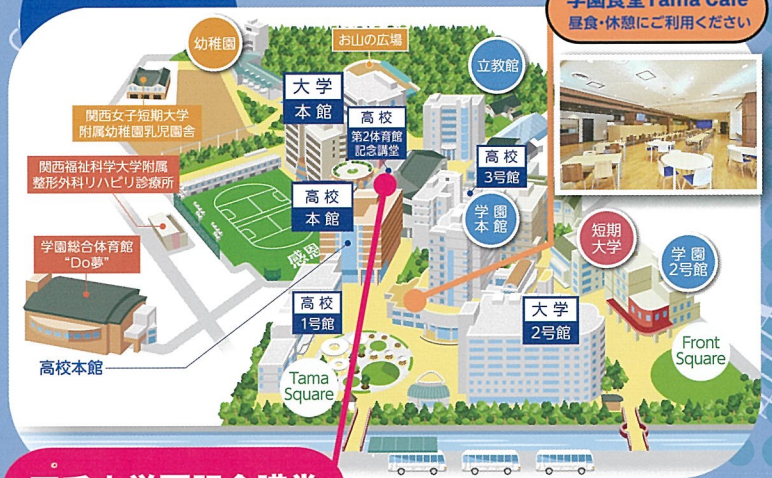 学園食堂Tama Cafe
昼食・休憩にご利用ください
幼稚園
お山の広場
立教館
大学
本館
高校
第2体育館
記念講堂
関西女子短期大学
附属幼稚園乳児園舎
高校
3号館
関西福祉科学大学附属
整形外科リハビリ診療所
高校
本館
学園
本館
短期
大学
学園
2号館
感恩
学園総合体育館
“Do夢”
高校
1号館
大学
2号館
高校本館
Tama
Square
Front
Square